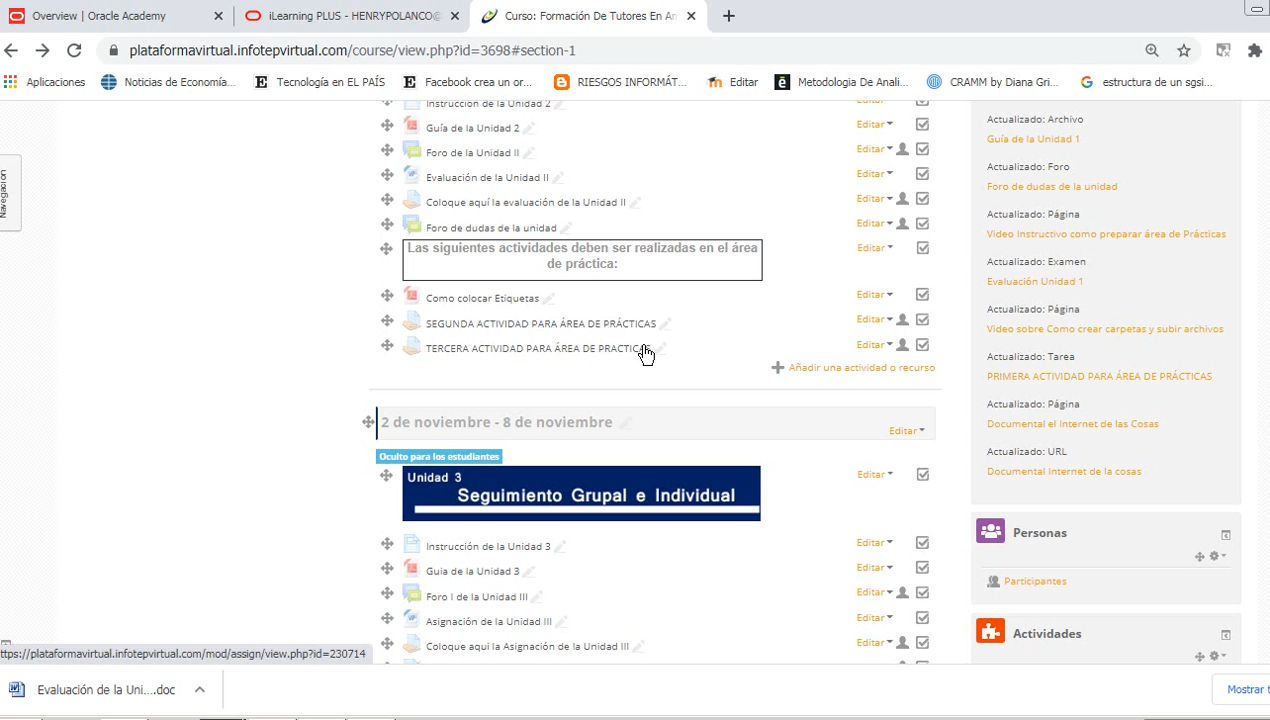 Overview | Oracle Academy
iLearning PLUS - HENRYPOLANCO@
Curso: Formación De Tutores En An
plataformavirtual.infotepvirtual.com/course/view.php?id=3698#section-1
Aplicaciones
Noticias de Economía...
Tecnología en EL PAÍS
Facebook crea un or...
RIESGOS INFORMÁT...
Editar
Metodologia De Anali...
CRAMM by Diana Gri...
estructura de un sgsi...
Navegacion
Instrucción de la Unidad 2
Editar
Guía de la Unidad 2
Editar
Foro de la Unidad II
Editar
Evaluación de la Unidad II
Editar
Coloque aquí la evaluación de la Unidad II
Editar
Foro de dudas de la unidad
Editar
Las siguientes actividades deben ser realizadas en el área
de práctica:
Editar
Como colocar Etiquetas
Editar
SEGUNDA ACTIVIDAD PARA ÁREA DE PRÁCTICAS
Editar
TERCERA ACTIVIDAD PARA ÁREA DE PRACTICAS
Editar
Añadir una actividad o recurso
2 de noviembre - 8 de noviembre
Editar
Oculto para los estudiantes
Unidad 3
Seguimiento Grupal e Individual
Editar
Instrucción de la Unidad 3
Editar
Guia de la Unidad 3
Editar
Foro I de la Unidad III
Editar
Asignación de la Unidad III
Editar
Coloque aquí la Asignación de la Unidad III
Editar
Actualizado: Archivo
Guía de la Unidad 1
Actualizado: Foro
Foro de dudas de la unidad
Actualizado: Página
Video Instructivo como preparar área de Prácticas
Actualizado: Examen
Evaluación Unidad 1
Actualizado: Página
Video sobre Como crear carpetas y subir archivos
Actualizado: Tarea
PRIMERA ACTIVIDAD PARA ÁREA DE PRÁCTICAS
Actualizado: Página
Documental el Internet de las Cosas
Actualizado: URL
Documental Internet de la cosas
Personas
Participantes
Actividades
ttps://plataformavirtual.infotepvirtual.com/mod/assign/view.php?id=230714
Evaluación de la Uni....doc
Mostrar t